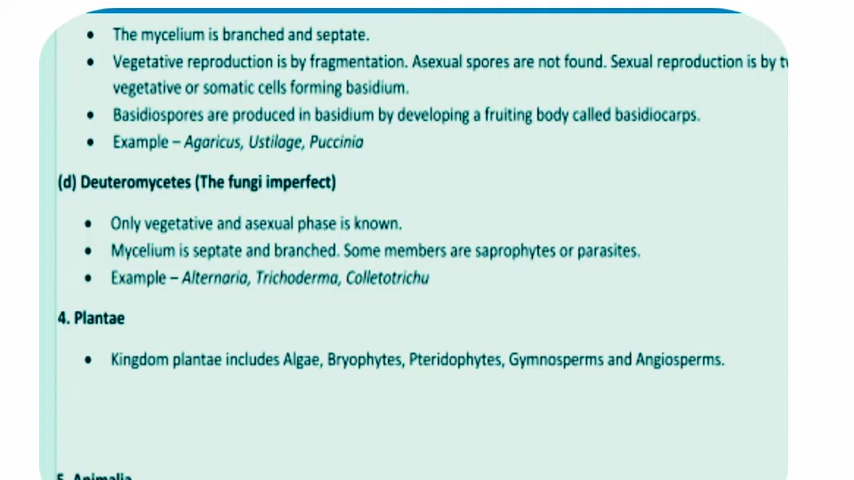 • The mycelium is branched and septate.
• Vegetative reproduction is by fragmentation. Asexual spores are not found. Sexual reproduction is by
vegetative or somatic cells forming basidium.
• Basidiospores are produced in basidium by developing a fruiting body called basidiocarps.
• Example – Agaricus, Ustilage, Puccinia
(d) Deuteromycetes (The fungi imperfect)
• Only vegetative and asexual phase is known.
• Mycelium is septate and branched. Some members are saprophytes or parasites.
• Example – Alternaria, Trichoderma, Colletotrichu
4. Plantae
• Kingdom plantae includes Algae, Bryophytes, Pteridophytes, Gymnosperms and Angiosperms.
5. Animalia